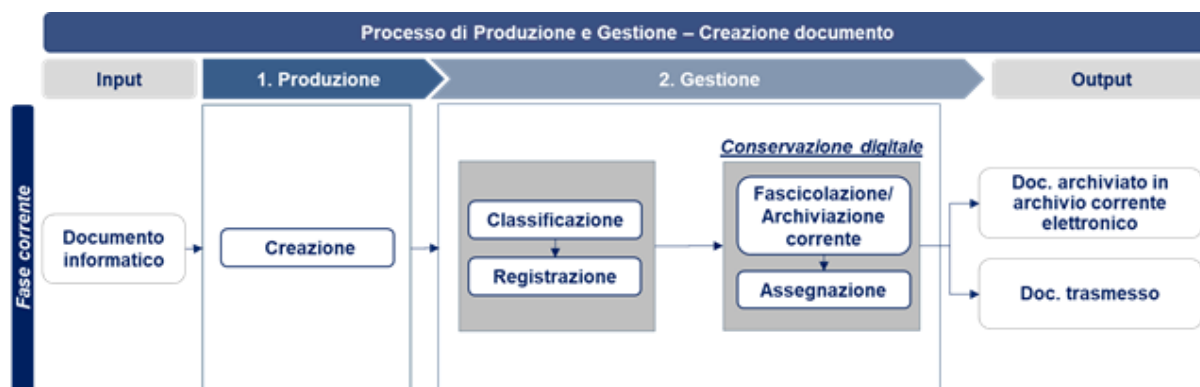 Processo di Produzione e Gestione – Creazione documento
Input
1. Produzione
2. Gestione
Output
Fase corrente
Documento
informatico
Creazione
Classificazione
Registrazione
Conservazione digitale
Fascicolazione/
Archiviazione
corrente
Assegnazione
Doc. archiviato in
archivio corrente
elettronico
Doc. trasmesso